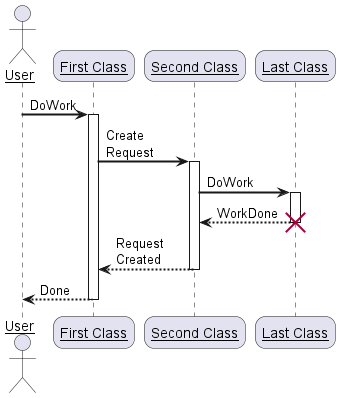 User
First Class
Second Class
Last Class
DoWork
Create
Request
DoWork
WorkDone
Request
Created
Done
User
First Class
Second Class
Last Class